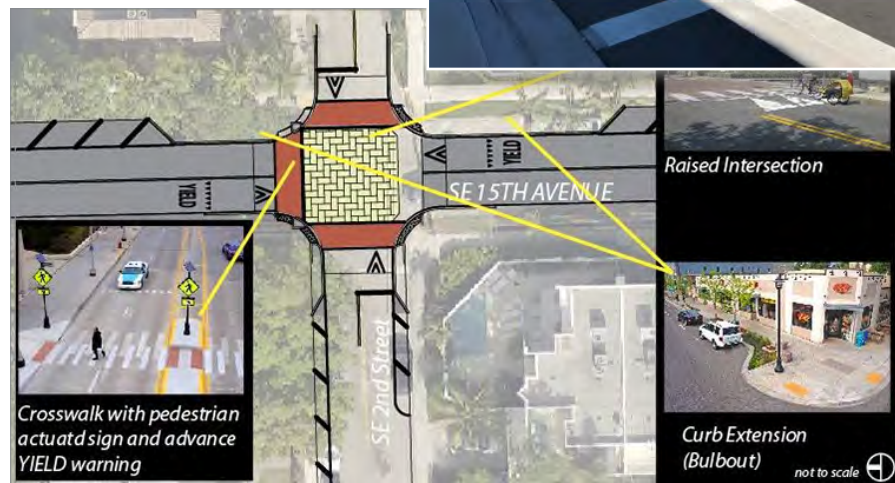 YIELD
YIELD
SE 15TH AVENUE
SE 2nd Street
Raised Intersection
Crosswalk with pedestrian
actuatd sign and advance
YIELD warning
Curb Extension
(Bulbout)
not to scale